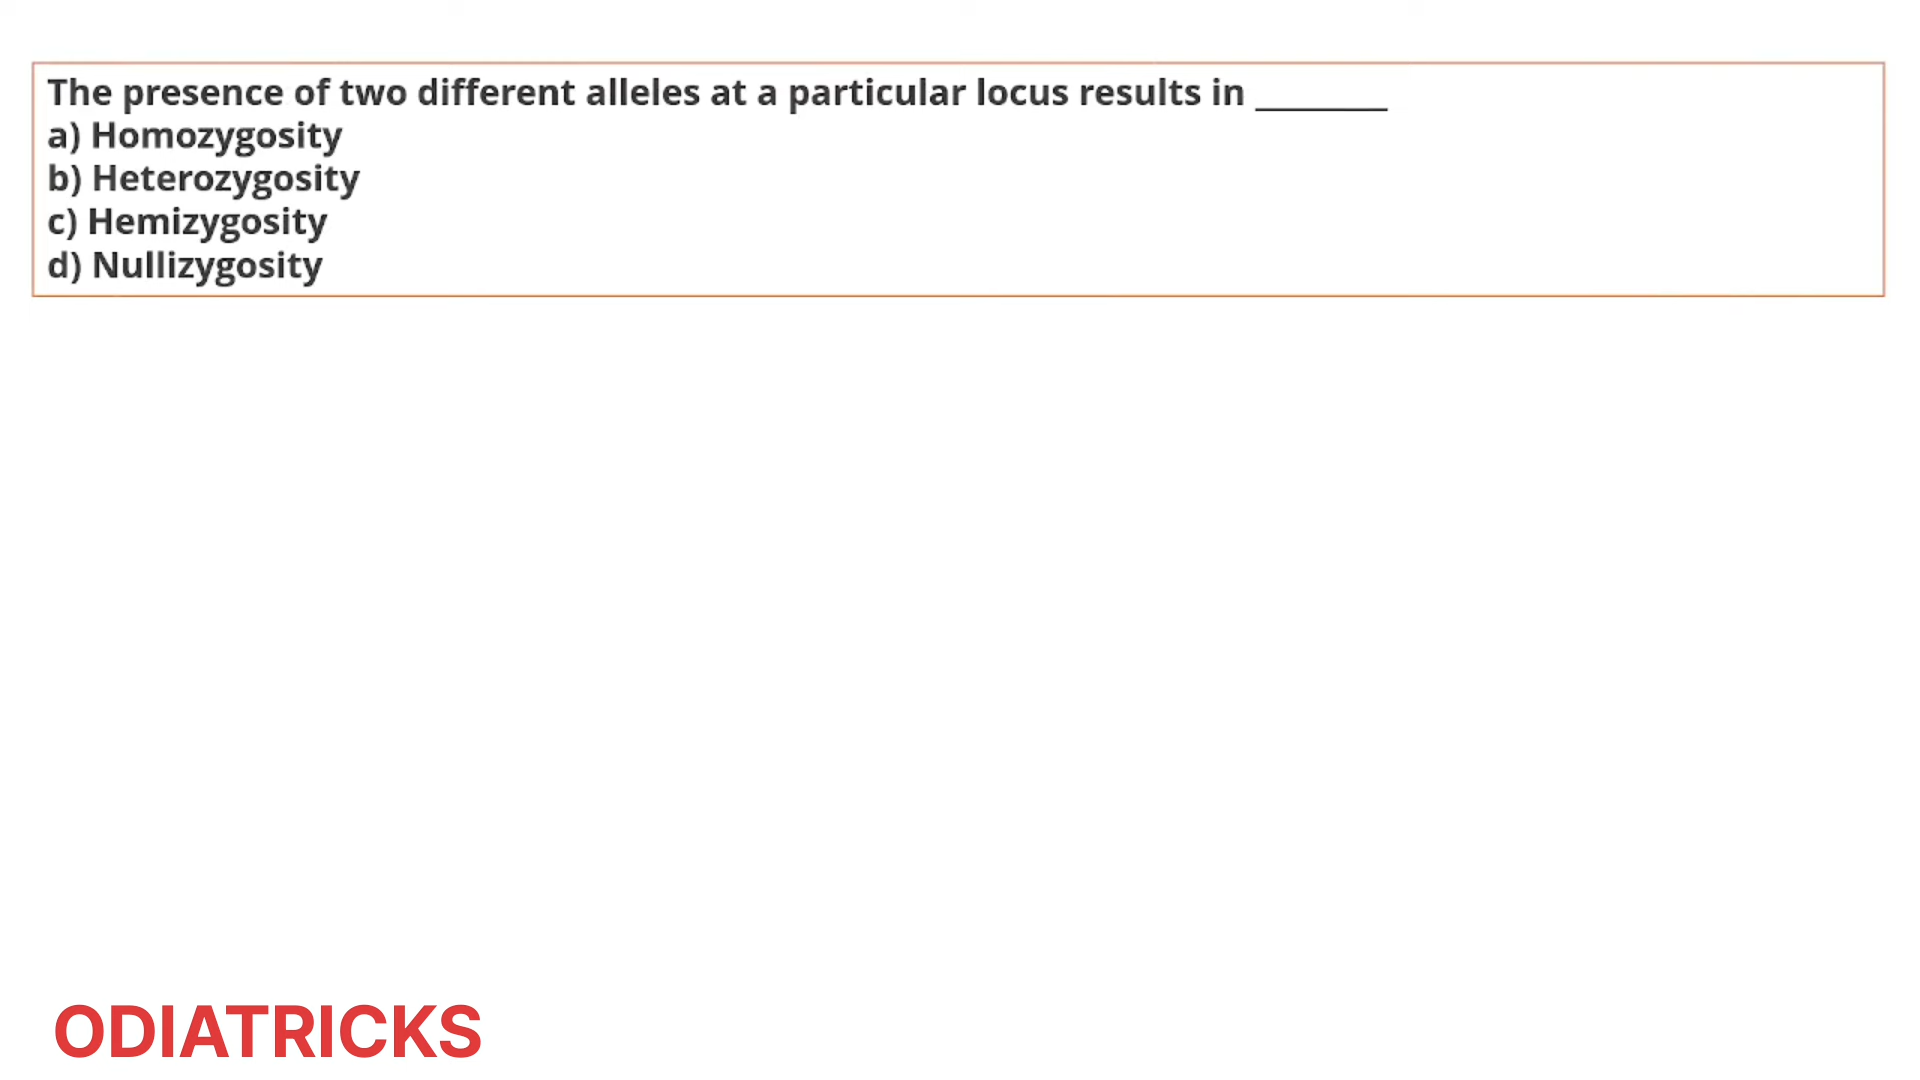 The presence of two different alleles at a particular locus results in ________
a) Homozygosity
b) Heterozygosity
c) Hemizygosity
d) Nullizygosity
ODIATRICKS